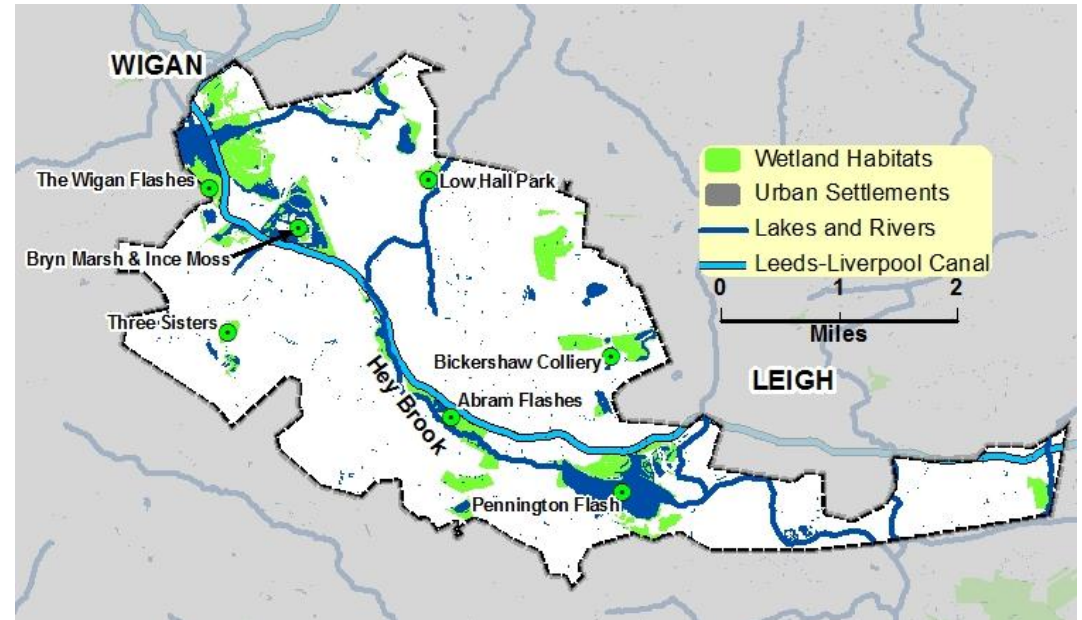 WIGAN
The Wigan Flashes
Low Hall Park
Bryn Marsh & Ince Moss
Three Sisters
Hey Brook
Bickershaw Colliery
Abram Flashes
Pennington Flash
LEIGH
Wetland Habitats
Urban Settlements
Lakes and Rivers
Leeds-Liverpool Canal
0 1 2
Miles